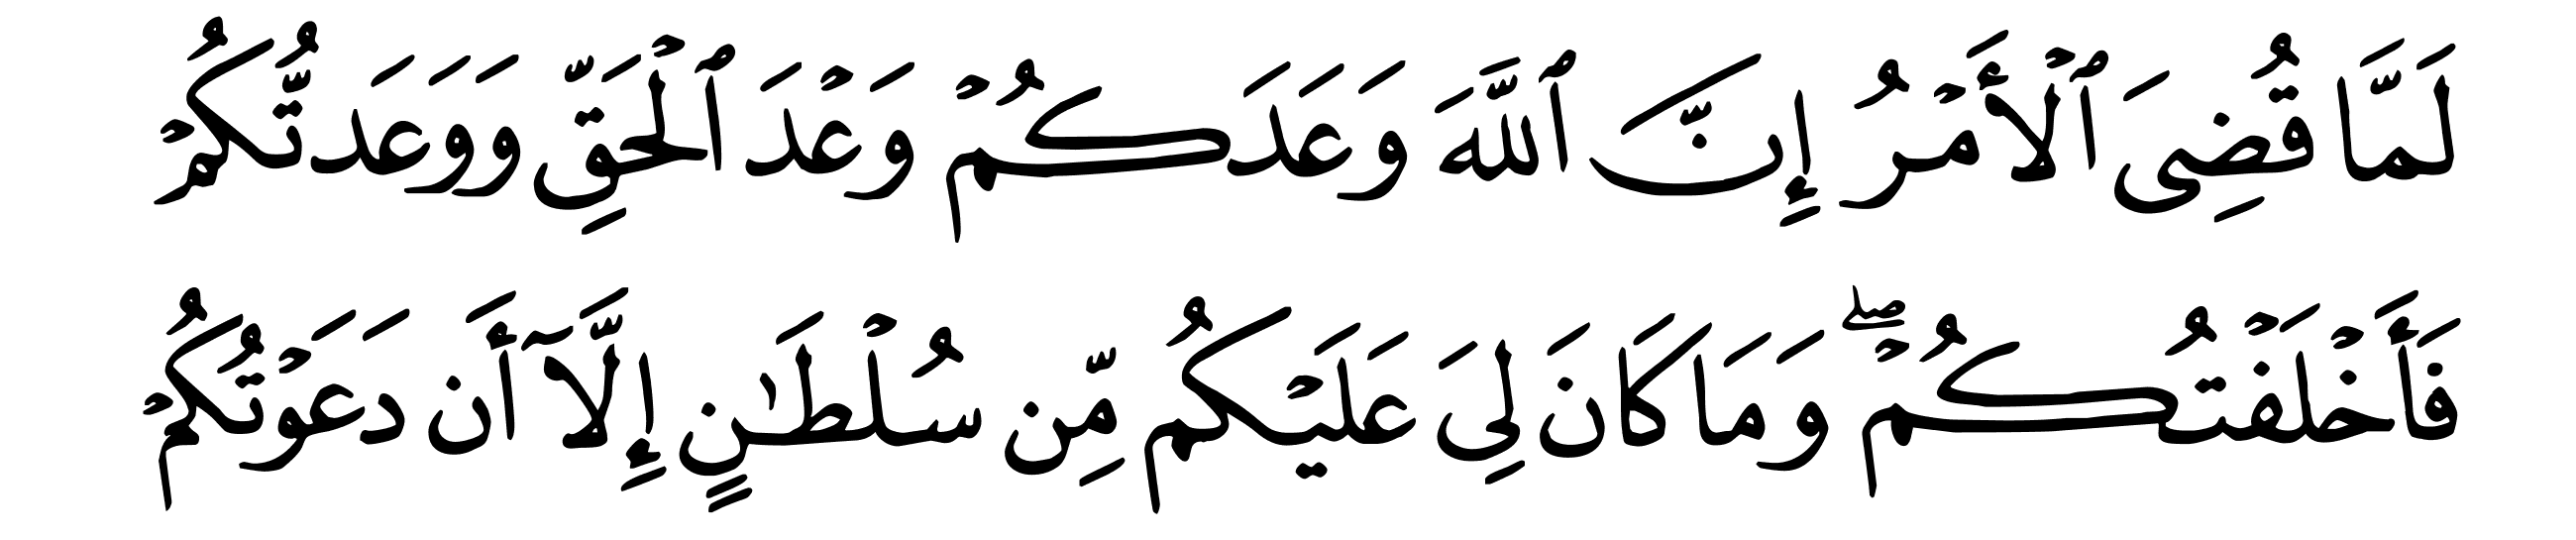 لَمَّا قُضِىَ ٱلْأَمْرُ إِنَّ ٱللَّهَ وَعَدَكُمْ وَعْدَ ٱلْحَقِّ وَوَعَدتُّكُمْ
فَأَخْلَفْتُكُمْ ۖ وَمَا كَانَ لِىَ عَلَيْكُم مِّن سُلْطَـٰنٍ إِلَّآ أَن دَعَوْتُكُمْ